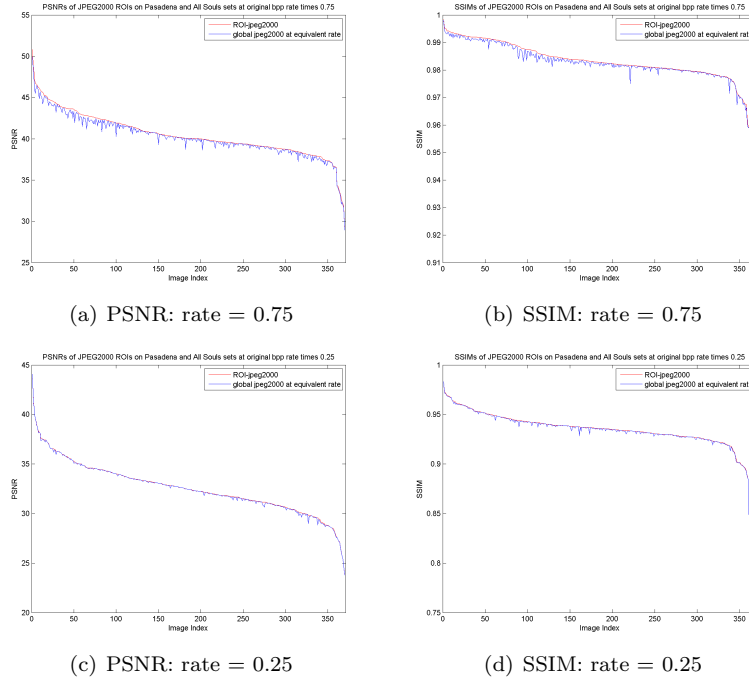 PSNRs of JPEG2000 ROIs on Pasadena and All Souls sets at original bpp rate times 0.75
55
50
45
40
35
30
25
PSNR
0 50 100 150 200 250 300 350
Image Index
ROI-jpeg2000
global jpeg2000 at equivalent rate
(a) PSNR: rate = 0.75
SSIMs of JPEG2000 ROIs on Pasadena and All Souls sets at original bpp rate times 0.75
1
0.99
0.98
0.97
0.96
0.95
0.94
0.93
0.92
0.91
SSIM
0 50 100 150 200 250 300 350
Image Index
ROI-jpeg2000
global jpeg2000 at equivalent rate
(b) SSIM: rate = 0.75
PSNRs of JPEG2000 ROIs on Pasadena and All Souls sets at original bpp rate times 0.25
45
40
35
30
25
20
PSNR
0 50 100 150 200 250 300 350
Image Index
ROI-jpeg2000
global jpeg2000 at equivalent rate
(c) PSNR: rate = 0.25
SSIMs of JPEG2000 ROIs on Pasadena and All Souls sets at original bpp rate times 0.25
1
0.95
0.9
0.85
0.8
0.75
SSIM
0 50 100 150 200 250 300 350
Image Index
ROI-jpeg2000
global jpeg2000 at equivalent rate
(d) SSIM: rate = 0.25